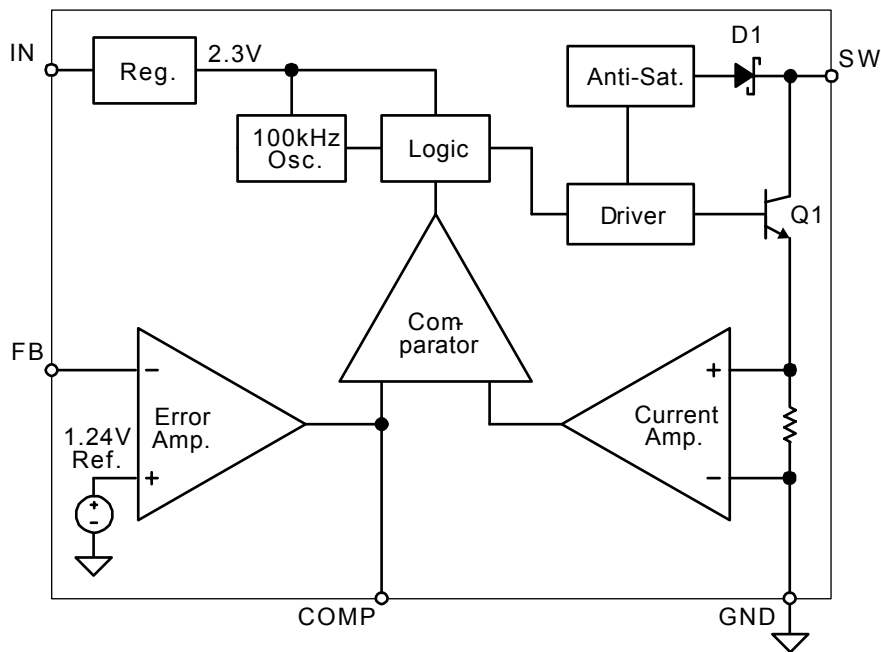 IN
Reg.
2.3V
D1
Anti-Sat.
SW
100kHz
Osc.
Logic
Driver
Q1
Com-
parator
FB
−
Error
Amp.
+
1.24V
Ref.
+
−
+
Current
Amp.
−
COMP
GND